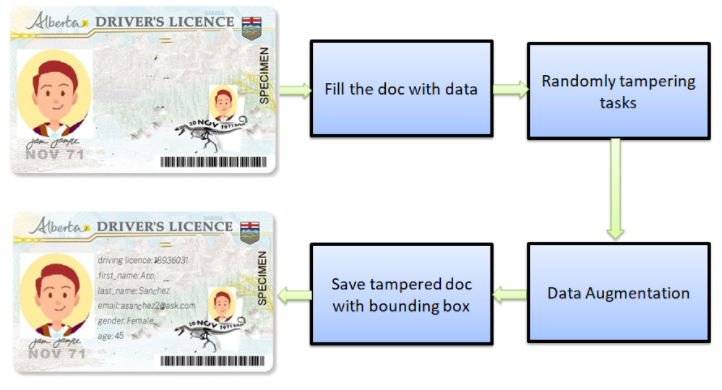 Alberta DRIVER'S LICENCE
SPECIMEN
20 NOV 1971
Jam Jamre
NOV 71
Fill the doc with data
Randomly tampering
tasks
Data Augmentation
Save tampered doc
with bounding box
Alberta DRIVER'S LICENCE
driving licence: 18936031
first_name: Ann
last_name: Sanchez
email: asanchez2@ask.com
gender: Female
age: 45
SPECIMEN
20 NOV 1971
NOV 71